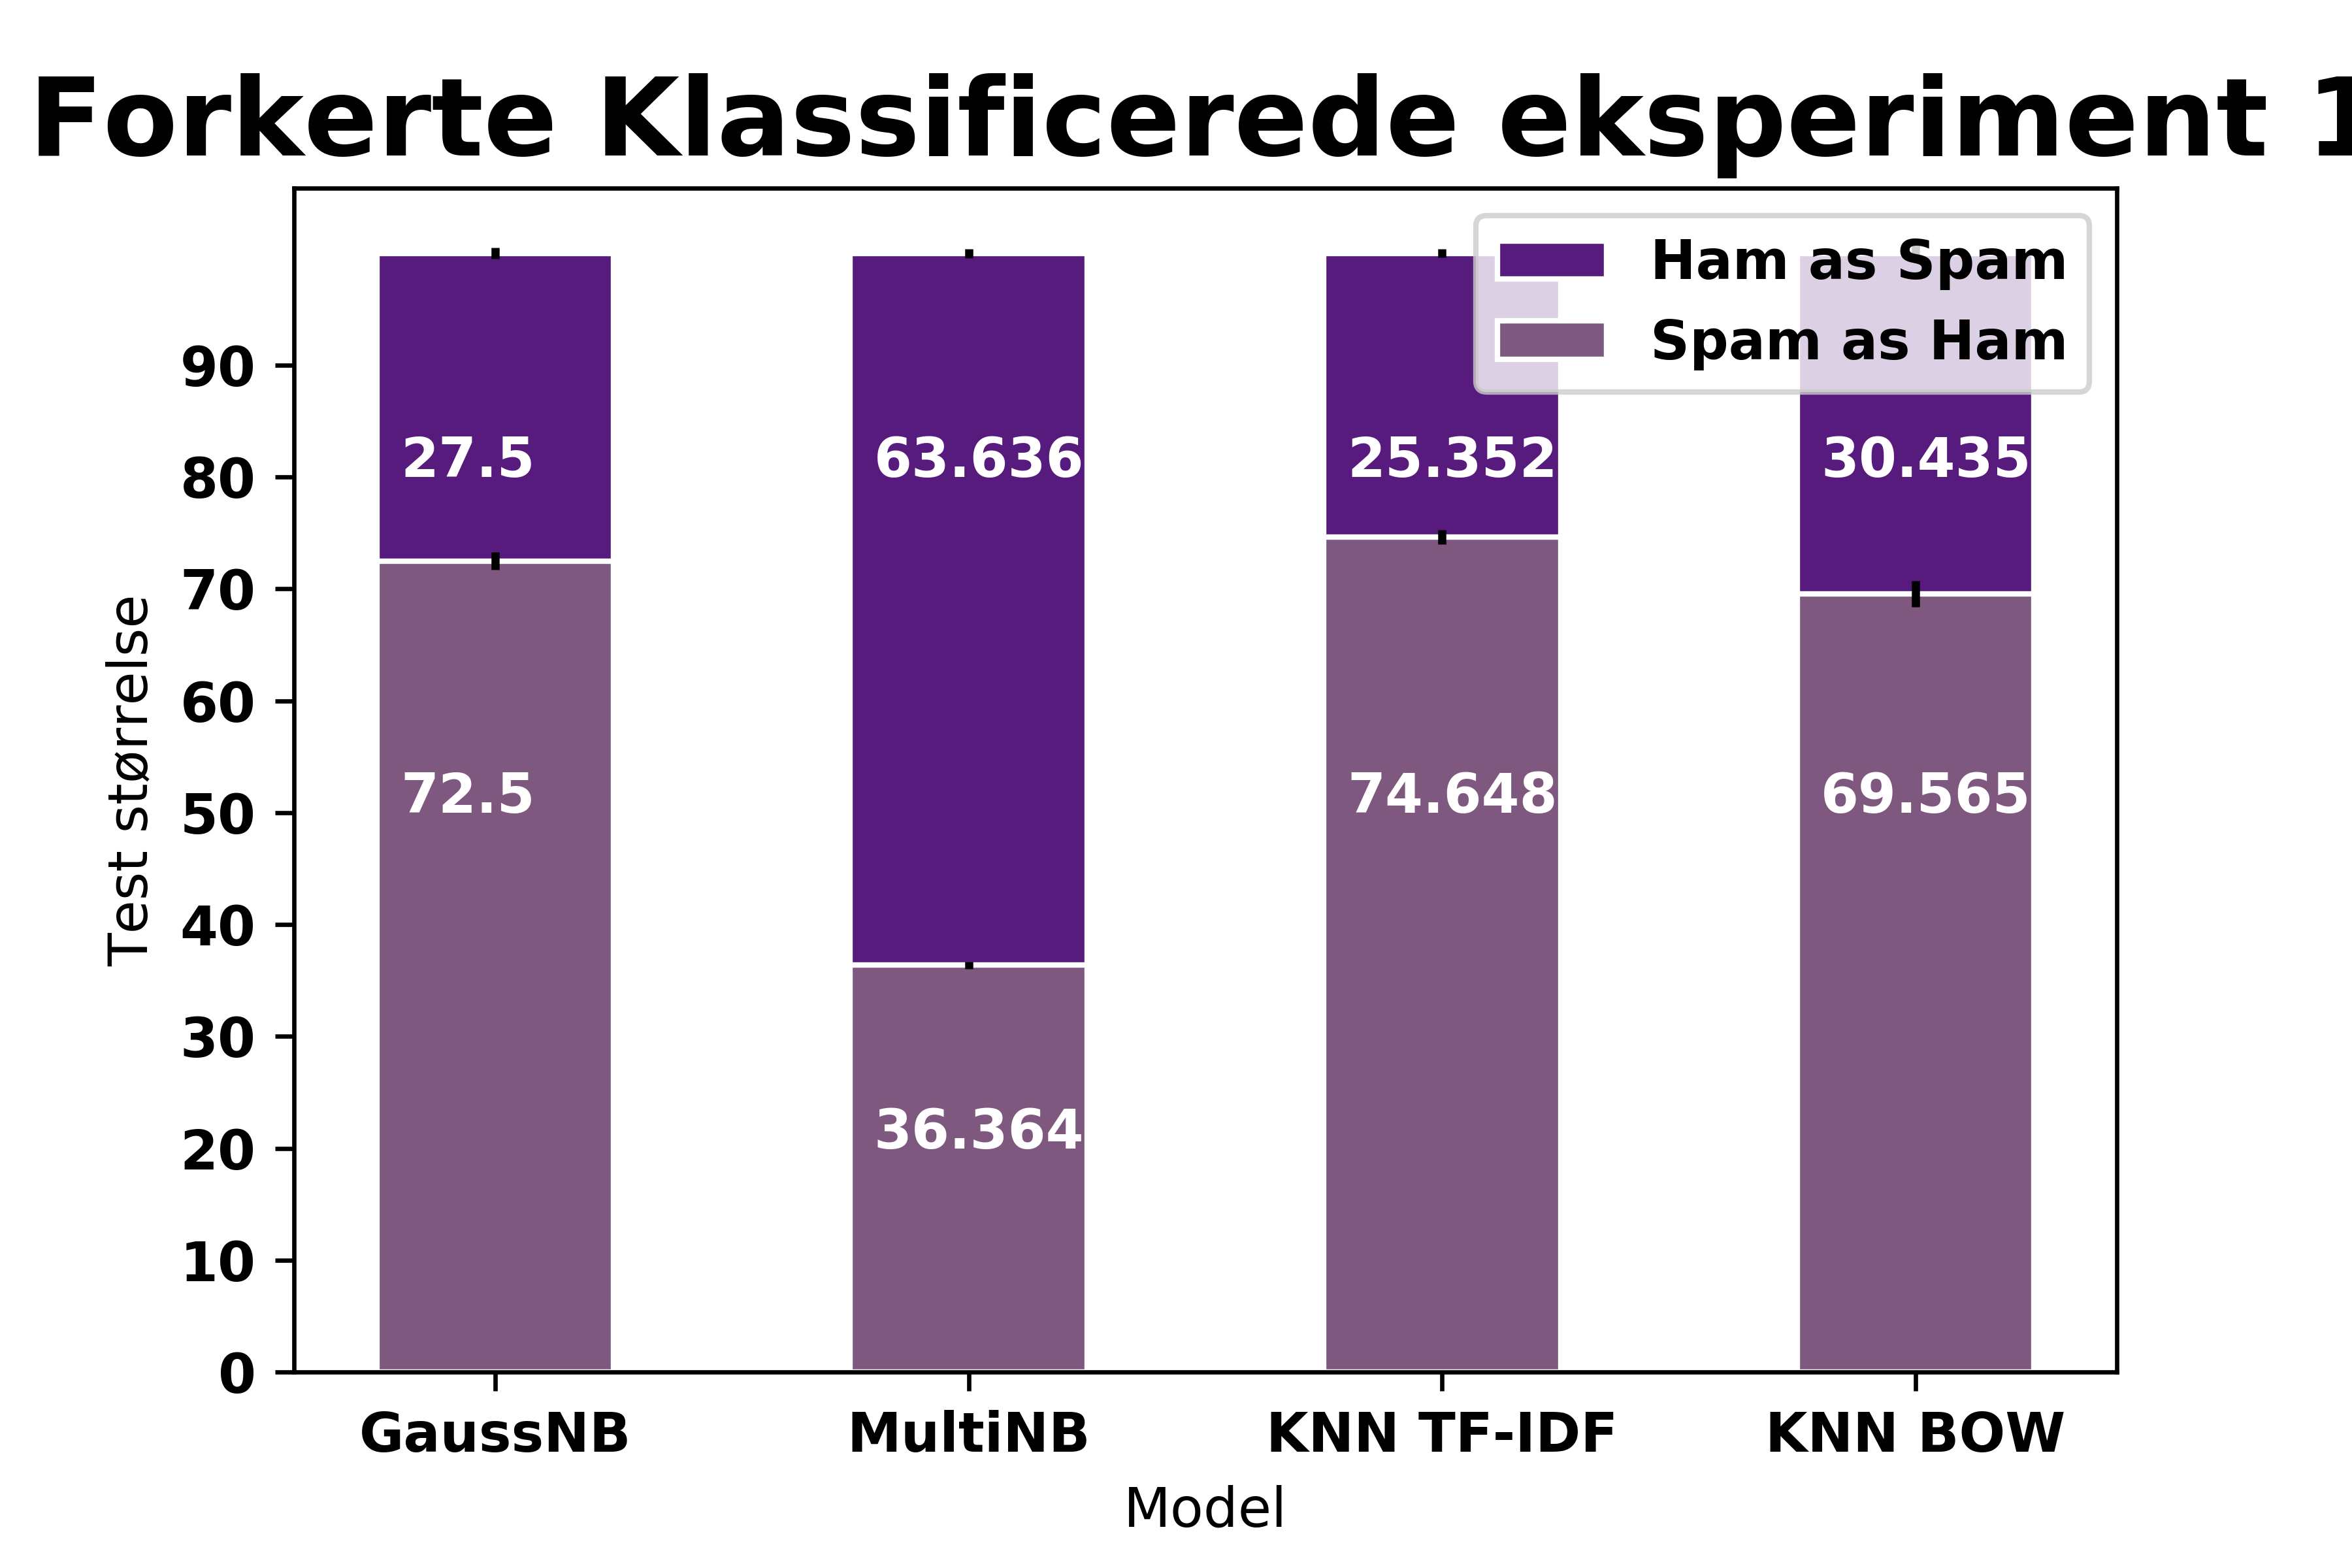 Forkerte Klassificerede eksperiment 1
Ham as Spam
Spam as Ham
Test størrelse
90
80
70
60
50
40
30
20
10
0
27.5
63.636
25.352
30.435
72.5
74.648
69.565
36.364
GaussNB
MultiNB
KNN TF-IDF
KNN BOW
Model